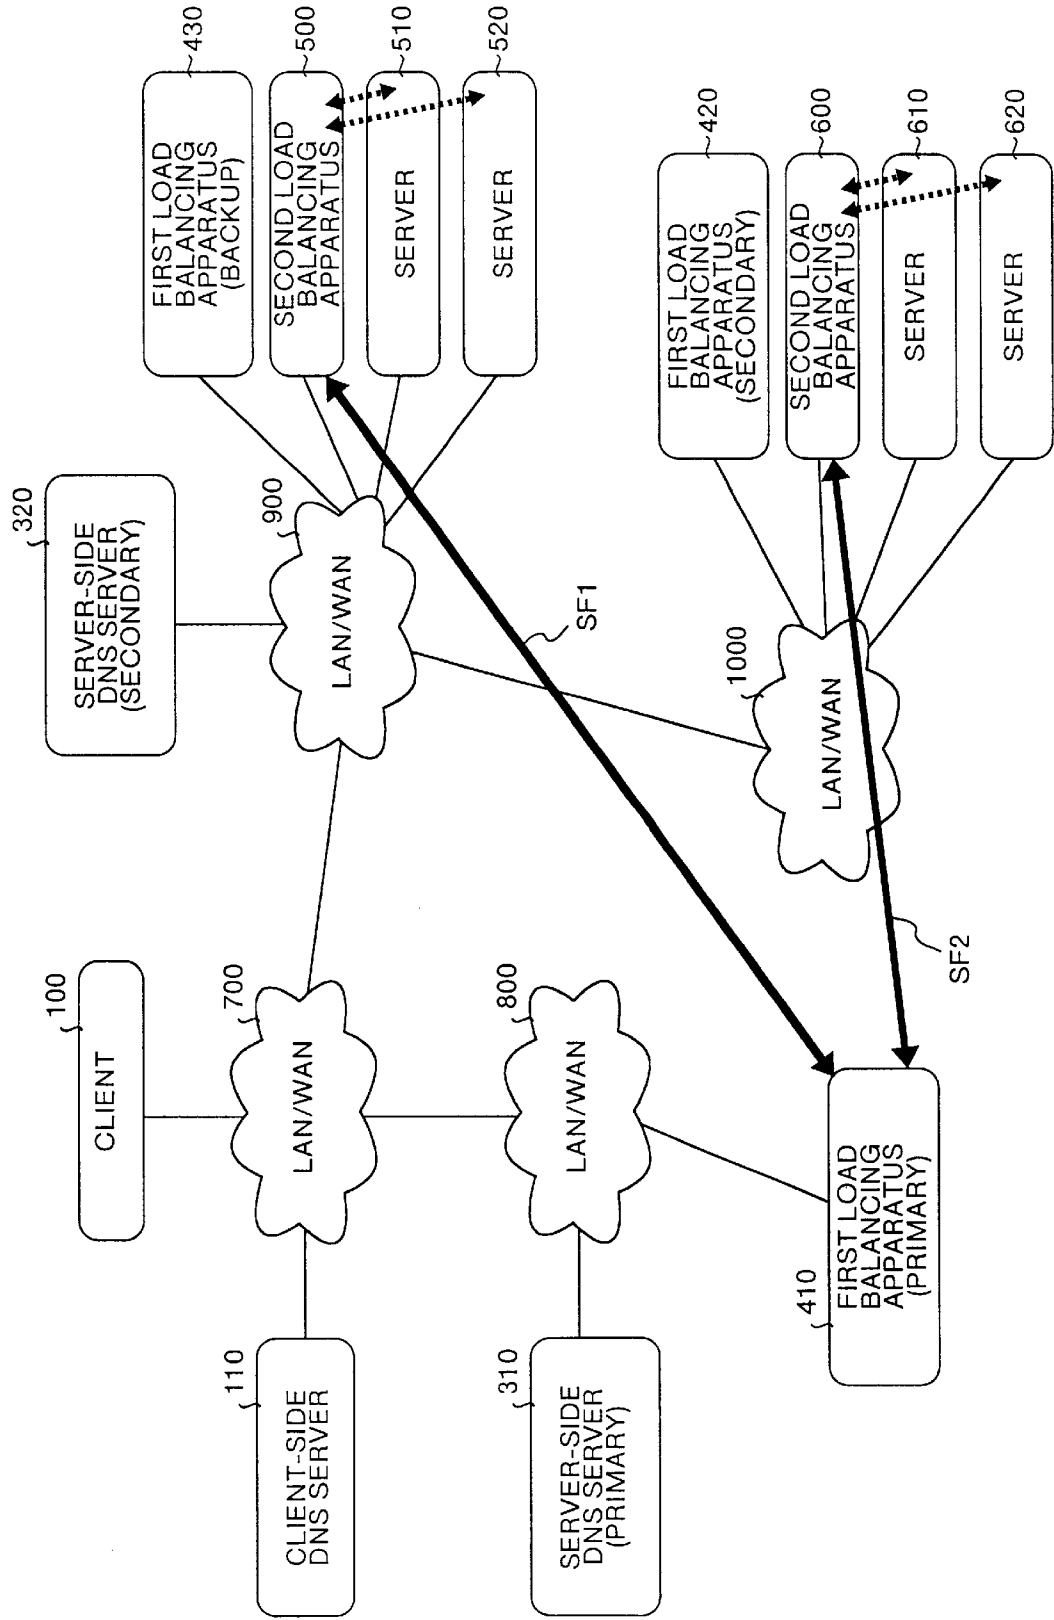 100
CLIENT
110
CLIENT-SIDE
DNS SERVER
700
LAN/WAN
310
SERVER-SIDE
DNS SERVER
(PRIMARY)
800
LAN/WAN
410
FIRST LOAD
BALANCING
APPARATUS
(PRIMARY)
320
SERVER-SIDE
DNS SERVER
(SECONDARY)
900
LAN/WAN
SF1
1000
LAN/WAN
SF2
430
FIRST LOAD
BALANCING
APPARATUS
(BACKUP)
500
SECOND LOAD
BALANCING
APPARATUS
510
SERVER
520
SERVER
420
FIRST LOAD
BALANCING
APPARATUS
(SECONDARY)
600
SECOND LOAD
BALANCING
APPARATUS
610
SERVER
620
SERVER